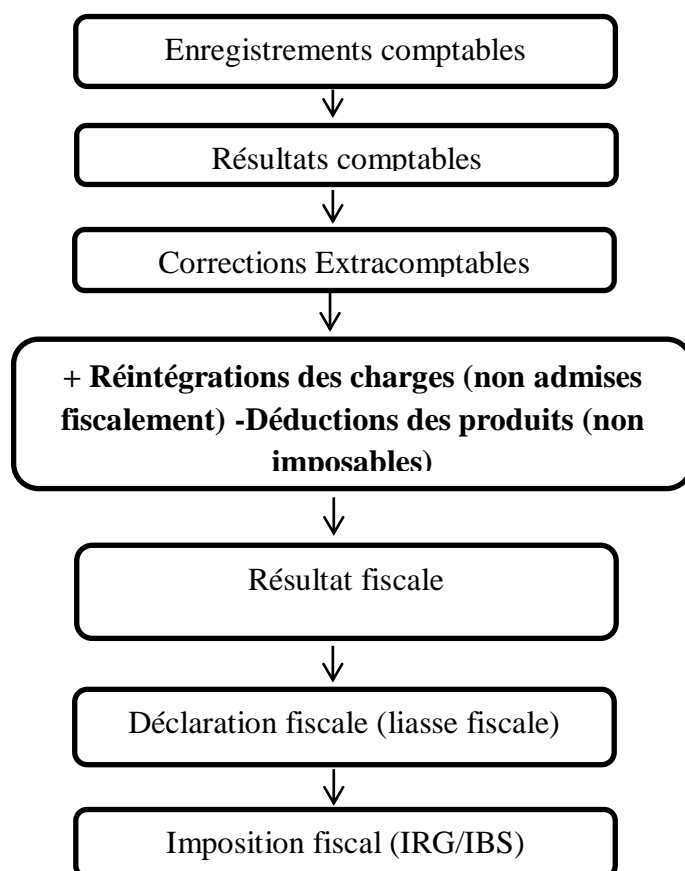 Enregistrements comptables
Résultats comptables
Corrections Extracomptables
+ Réintégrations des charges (non admises
fiscalement) -Déductions des produits (non
imposables)
Résultat fiscale
Déclaration fiscale (liasse fiscale)
Imposition fiscal (IRG/IBS)